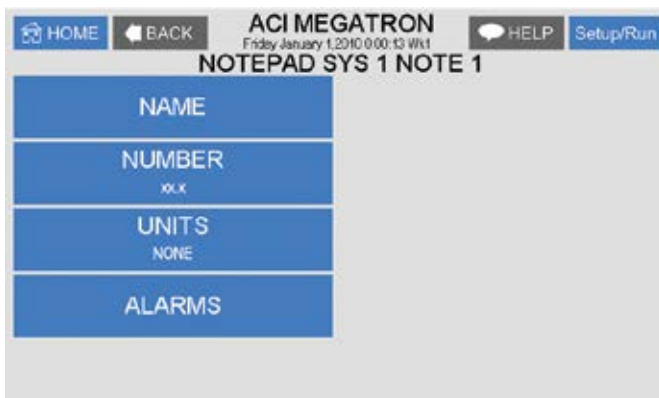 HOME BACK ACI MEGATRON HELP Setup/Run
Friday January 1,2010 0:00:13 Wk1
NOTEPAD SYS 1 NOTE 1
NAME
NUMBER
xx.x
UNITS
NONE
ALARMS